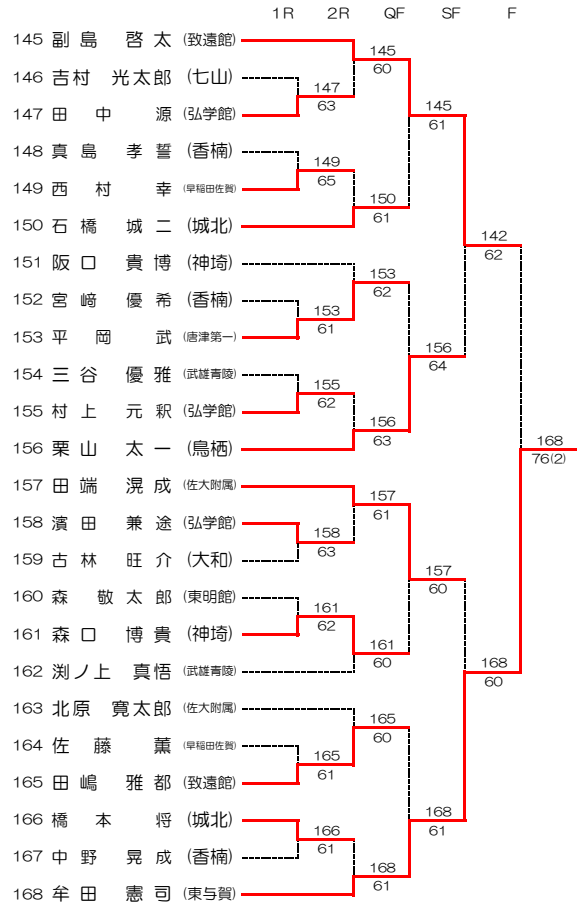 1R 2R QF SF F
145 副島 啓太 (致遠館)
145
60
146 吉村 光太郎 (七山)
147
63
147 田中 源 (弘学館)
145
61
148 真島 孝誓 (香楠)
149
65
149 西村 幸 (早稲田佐賀)
150
61
150 石橋 城二 (城北)
142
62
151 阪口 貴博 (神埼)
153
62
152 宮﨑 優希 (香楠)
153
61
153 平岡 武 (唐津第一)
156
64
154 三谷 優雅 (武雄青陵)
155
62
155 村上 元釈 (弘学館)
156
63
156 栗山 太一 (鳥栖)
168
76(2)
157 田端 滉成 (佐大附属)
157
61
158 濱田 兼途 (弘学館)
158
63
159 古林 旺介 (大和)
157
60
160 森 敬太郎 (東明館)
161
62
161 森口 博貴 (神埼)
161
60
162 渕ノ上 真悟 (武雄青陵)
168
60
163 北原 寛太郎 (佐大附属)
165
60
164 佐藤 薫 (早稲田佐賀)
165
61
165 田嶋 雅都 (致遠館)
168
61
166 橋本 将 (城北)
166
61
167 中野 晃成 (香楠)
168
61
168 牟田 憲司 (東与賀)